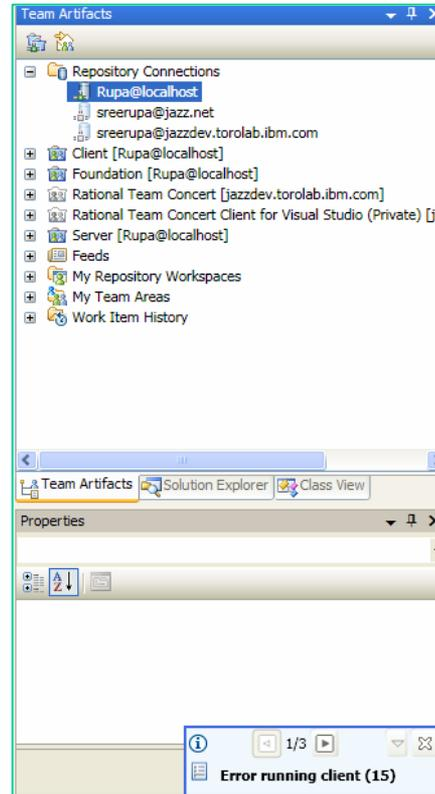 Team Artifacts
Repository Connections
Rupa@localhost
sreerupa@jazz.net
sreerupa@jazzdev.torolab.ibm.com
Client [Rupa@localhost]
Foundation [Rupa@localhost]
Rational Team Concert [jazzdev.torolab.ibm.com]
Rational Team Concert Client for Visual Studio (Private) [j
Server [Rupa@localhost]
Feeds
My Repository Workspaces
My Team Areas
Work Item History
Team Artifacts Solution Explorer Class View
Properties
A Z
1/3
Error running client (15)